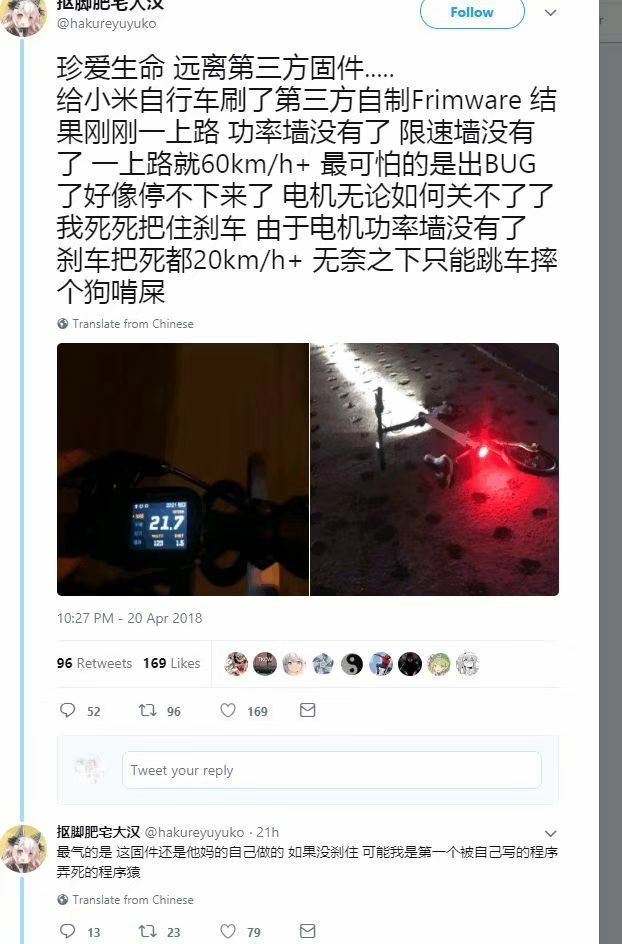 抠脚肥宅大汉
@hakureyuyuko
Follow
珍爱生命 远离第三方固件.....
给小米自行车刷了第三方自制Frimware 结
果刚刚一上路 功率墙没有了 限速墙没有
了 一上路就60km/h+ 最可怕的是出BUG
了好像停不下来了 电机无论如何关不了了
我死死把住刹车 由于电机功率墙没有了
刹车把死都20km/h+ 无奈之下只能跳车摔
个狗啃屎
Translate from Chinese
21.7
10:27 PM - 20 Apr 2018
96 Retweets 169 Likes
52 96 169
Tweet your reply
抠脚肥宅大汉 @hakureyuyuko · 21h
最气的是 这固件还是他妈的自己做的 如果没刹住 可能我是第一个被自己写的程序
弄死的程序猿
Translate from Chinese
13 23 79